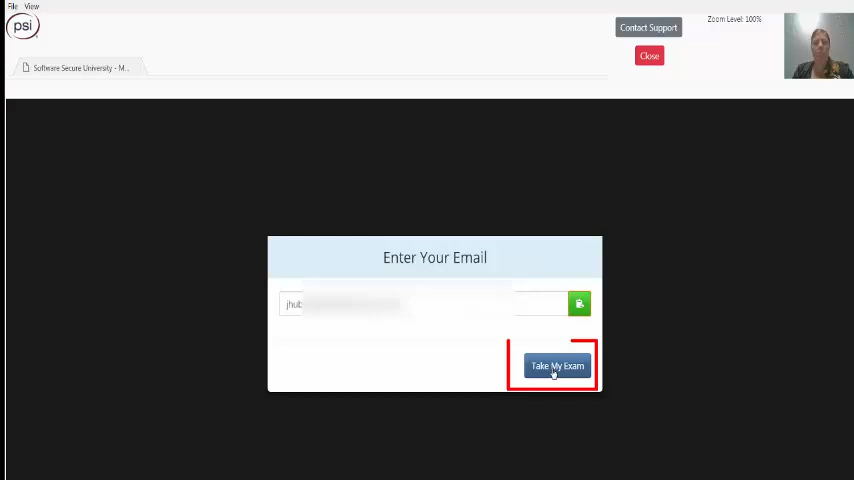 File View
psi
Contact Support
Zoom Level: 100%
Close
Software Secure University - M...
Enter Your Email
jhub
Take My Exam